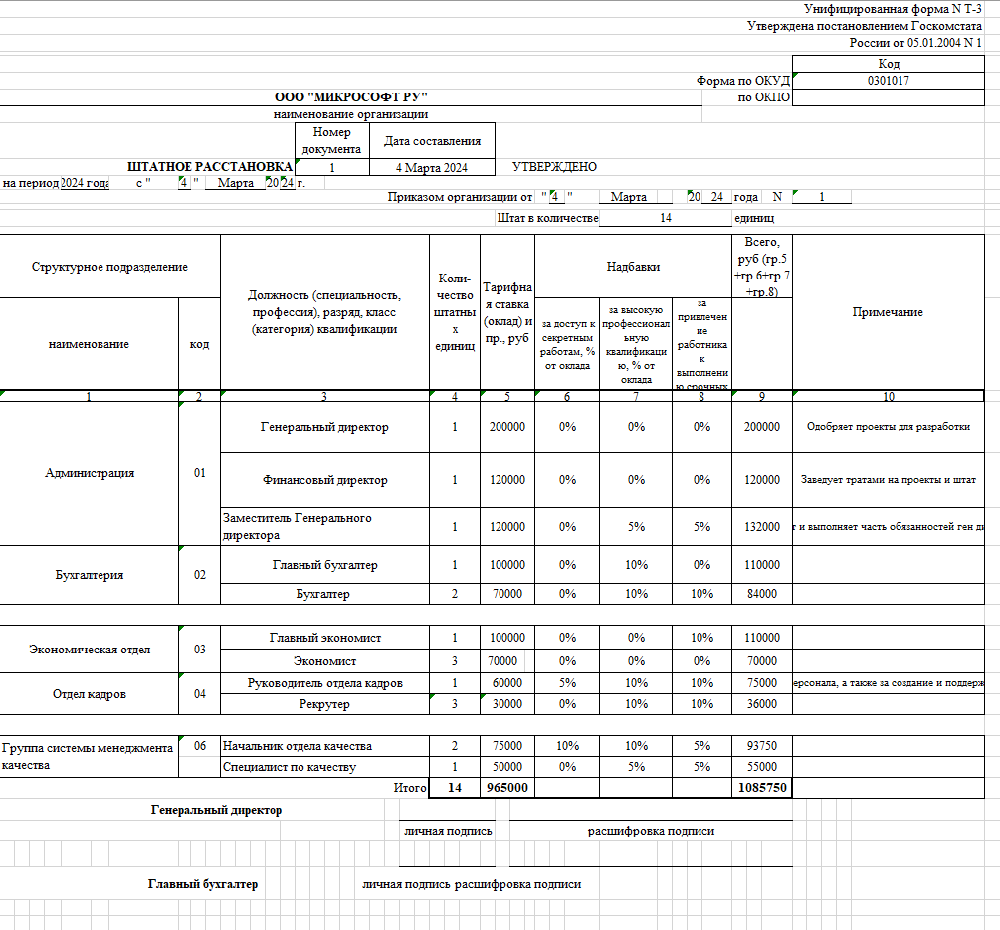 Унифицированная форма N Т-3
Утверждена постановлением Госкомстата
России от 05.01.2004 N 1
Код
Форма по ОКУД 0301017
ООО "МИКРОСОФТ РУ" по ОКПО
наименование организации
Номер документа Дата составления
ШТАТНОЕ РАССТАНОВКА 1 4 Марта 2024 УТВЕРЖДЕНО
на период 2024 года с " 4 " Марта 20 24 г.
Приказом организации от " 4 " Марта 20 24 года N 1
Штат в количестве 14 единиц
Структурное подразделение
Должность (специальность, профессия), разряд, класс (категория) квалификации
Коли-
чество
штатны
х
единиц
Тарифна
я ставка
(оклад) и
пр., руб
Надбавки
Всего,
руб (гр.5
+гр.6+гр.7
+гр.8)
Примечание
наименование код
за доступ к
секретным
работам, %
от оклада
за высокую
профессионал
ьную
квалификаци
ю, % от
оклада
за
привлечен
ие
работника
к
выполнени
ю срочных
1 2 3 4 5 6 7 8 9 10
Администрация 01
Генеральный директор 1 200000 0% 0% 0% 200000 Одобряет проекты для разработки
Финансовый директор 1 120000 0% 0% 0% 120000 Заведует тратами на проекты и штат
Заместитель Генерального
директора 1 120000 0% 5% 5% 132000 и выполняет часть обязанностей ген
Бухгалтерия 02
Главный бухгалтер 1 100000 0% 10% 0% 110000
Бухгалтер 2 70000 0% 10% 10% 84000
Экономическая отдел 03
Главный экономист 1 100000 0% 0% 10% 110000
Экономист 3 70000 0% 0% 0% 70000
Отдел кадров 04
Руководитель отдела кадров 1 60000 5% 10% 10% 75000 ерсонала, а также за создание и поддерж
Рекрутер 3 30000 0% 10% 10% 36000
Группа системы менеджмента
качества 06
Начальник отдела качества 2 75000 10% 10% 5% 93750
Специалист по качеству 1 50000 0% 5% 5% 55000
Итого 14 965000 1085750
Генеральный директор
личная подпись расшифровка подписи
Главный бухгалтер личная подпись расшифровка подписи